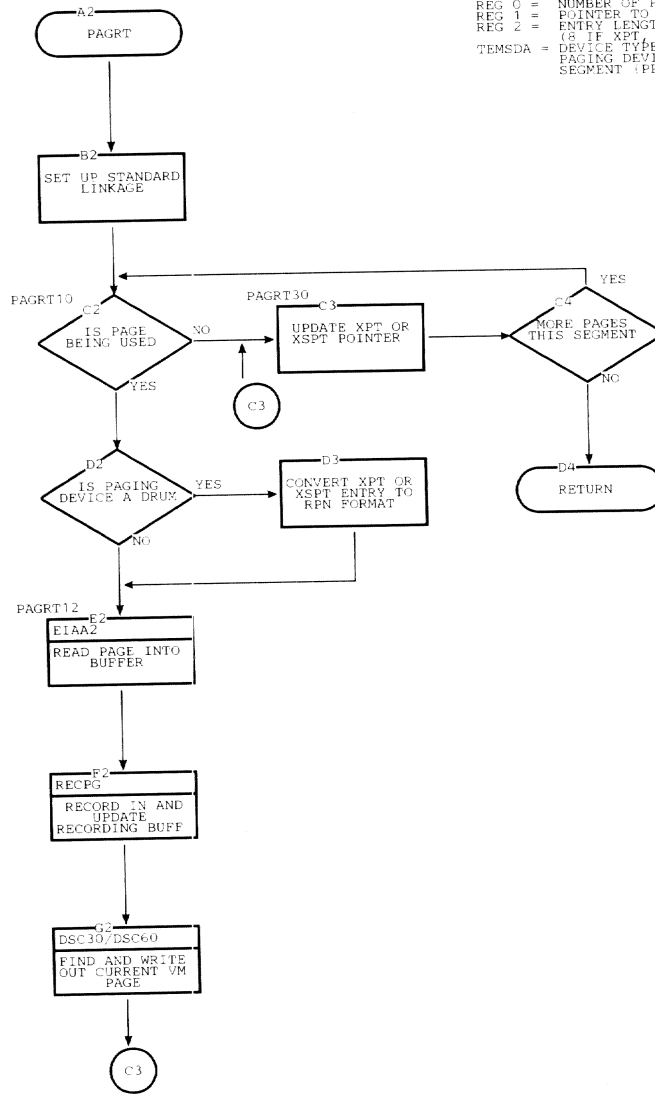 A2
PAGRT
REG 0 = NUMBER OF
REG 1 = POINTER TO
REG 2 = ENTRY LENGT
(8 IF XPT,
TEMSDA = DEVICE TYPE
PAGING DEVI
SEGMENT (PE
B2
SET UP STANDARD
LINKAGE
PAGRT10
C2
IS PAGE
BEING USED
NO
YES
PAGRT30
C3
UPDATE XPT OR
XSPT POINTER
C3
C4
MORE PAGES
THIS SEGMENT
YES
NO
D2
IS PAGING
DEVICE A DRUM
YES
NO
D3
CONVERT XPT OR
XSPT ENTRY TO
RPN FORMAT
D4
RETURN
PAGRT12
E2
EIAA2
READ PAGE INTO
BUFFER
F2
RECPG
RECORD IN AND
UPDATE
RECORDING BUFF
G2
DSC30/DSC60
FIND AND WRITE
OUT CURRENT VM
PAGE
C3